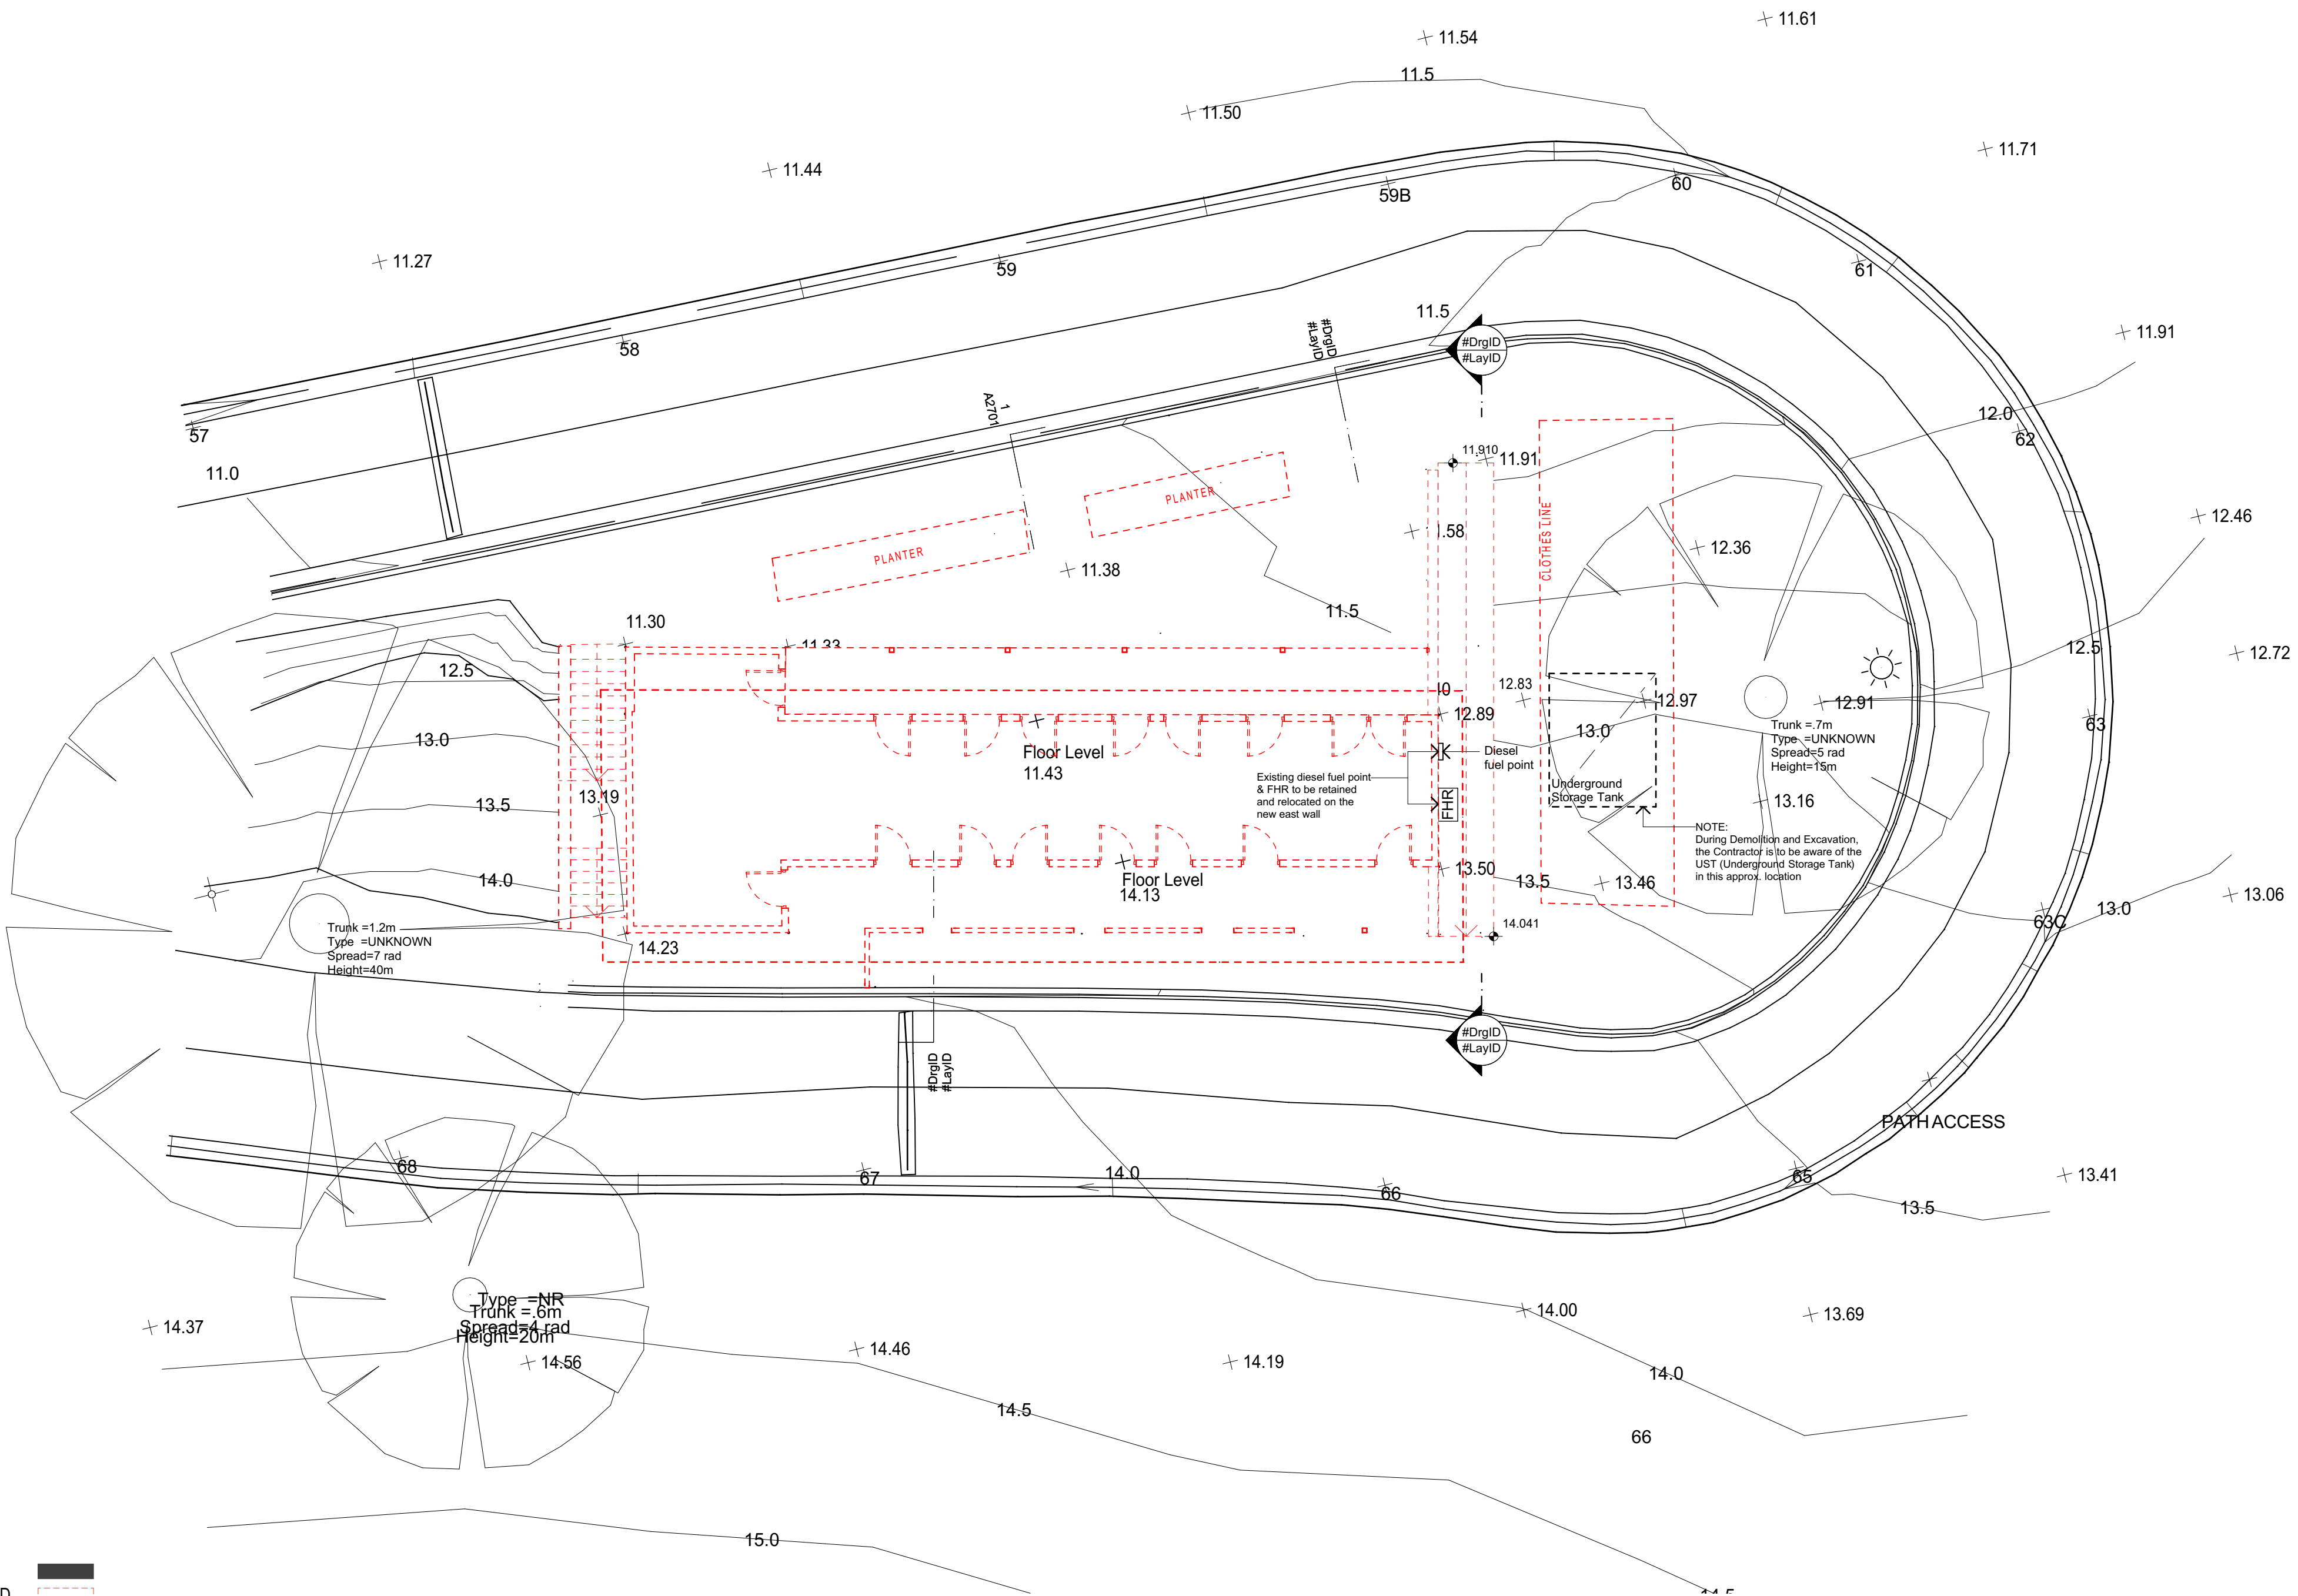 11.61
11.54
11.5
11.50
11.71
11.44
60
59B
11.27
59
61
11.5
#DrgID
#LayID
11.91
58
#DrgID
#LayID
1
A2701
12.0
57
62
11.0
11.910
11.91
PLANTER
12.46
PLANTER
CLOTHES LINE
12.36
11.38
11.5
11.30
12.5
12.72
12.5
12.83
12.97
12.91
12.89
63
Trunk =.7m
Type =UNKNOWN
Spread=5 rad
Height=15m
13.0
13.0
Floor Level
11.43
Diesel
fuel point
Existing diesel fuel point
& FHR to be retained
and relocated on the
new east wall
Underground
Storage Tank
13.19
13.5
FHR
13.16
NOTE:
During Demolition and Excavation,
the Contractor is to be aware of the
UST (Underground Storage Tank)
in this approx. location
14.0
Floor Level
14.13
13.50
13.5
13.46
13.06
13.0
63C
14.041
Trunk =1.2m
Type =UNKNOWN
Spread=7 rad
Height=40m
14.23
#DrgID
#LayID
#DrgID
#LayID
PATH ACCESS
68
67
14.0
66
65
13.41
13.5
Type =NR
Trunk =.6m
Spread=4 rad
Height=20m
14.37
14.00
13.69
14.46
14.56
14.19
14.0
14.5
66
15.0